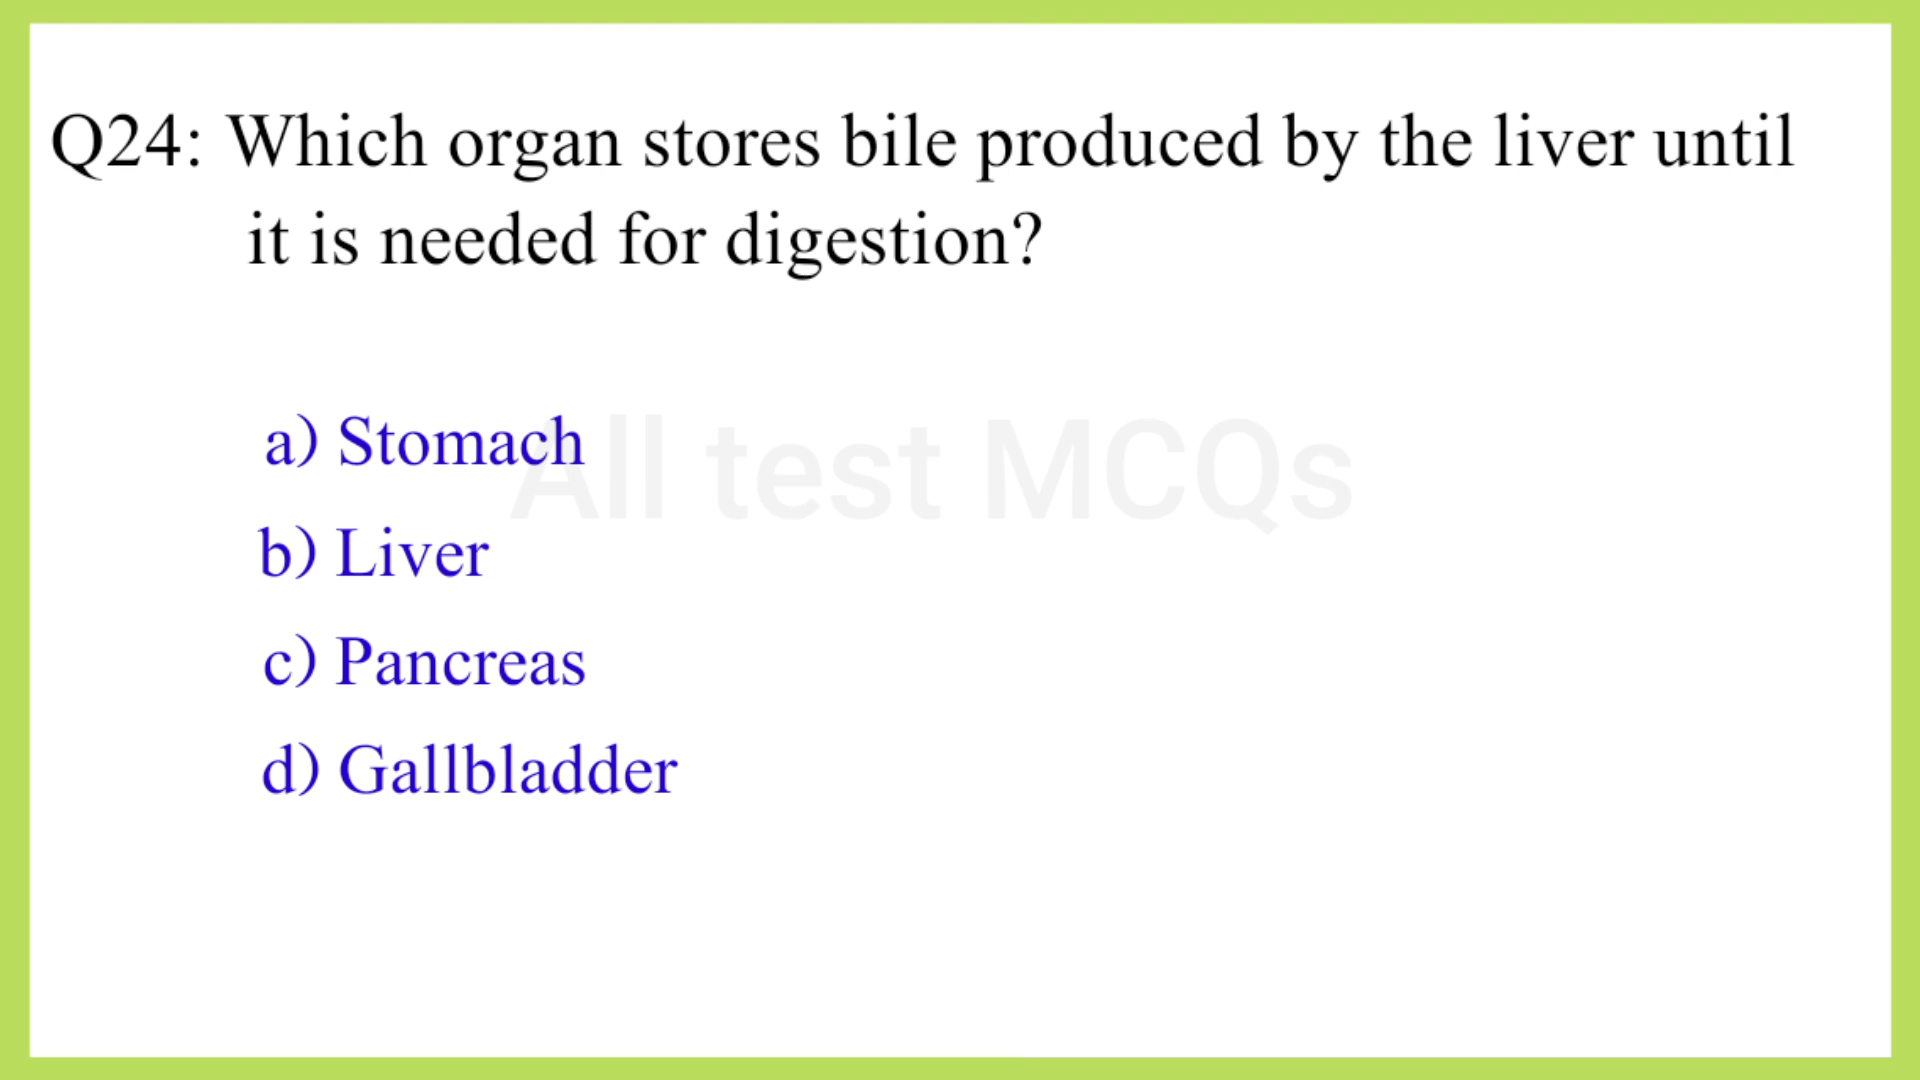 Q24: Which organ stores bile produced by the liver until
it is needed for digestion?
All test MCQs
a) Stomach
b) Liver
c) Pancreas
d) Gallbladder